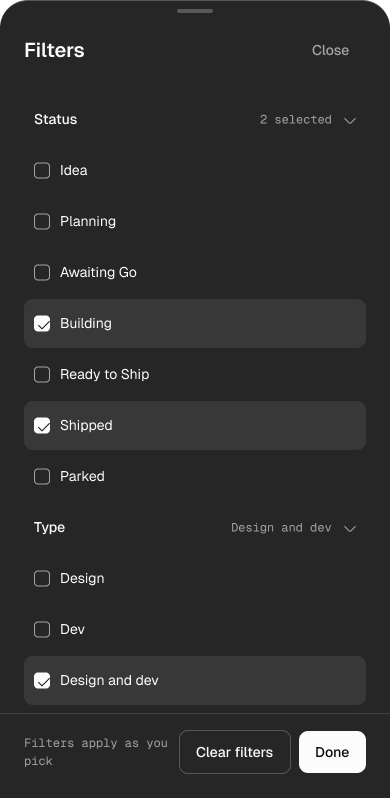 Filters
Close
Status
2 selected
Idea
Planning
Awaiting Go
Building
Ready to Ship
Shipped
Parked
Type
Design and dev
Design
Dev
Design and dev
Filters apply as you
pick
Clear filters
Done